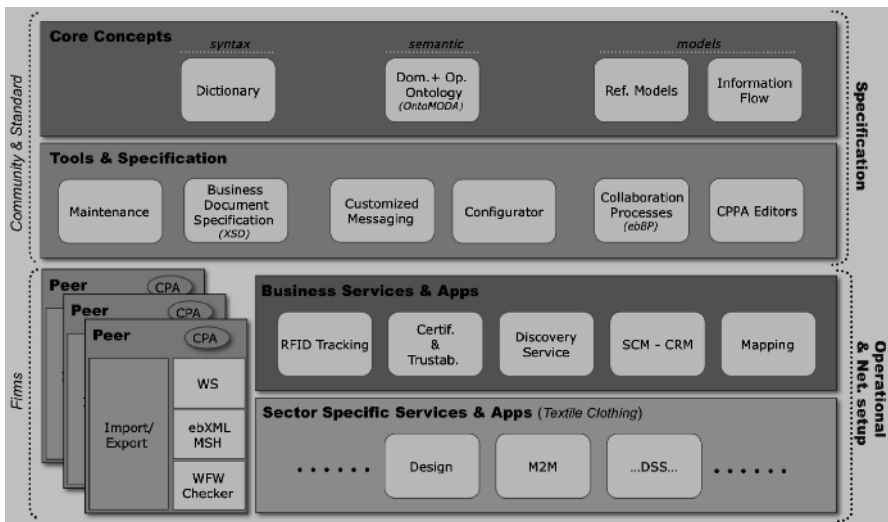 Core Concepts
syntax
semantic
models
Dictionary
Dom.+ Op.
Ontology
(OntoMODA)
Ref. Models
Information
Flow
Community & Standard
Specification
Tools & Specification
Maintenance
Business
Document
Specification
(XSD)
Customized
Messaging
Configurator
Collaboration
Processes
(ebBP)
CPPA Editors
Firms
Peer
CPA
Peer
CPA
Peer
CPA
Import/
Export
WS
ebXML
MSH
WFW
Checker
Business Services & Apps
RFID Tracking
Certif.
&
Trustab.
Discovery
Service
SCM - CRM
Mapping
Operational
& Net. setup
Sector Specific Services & Apps (Textile Clothing)
......
Design
M2M
...DSS...
......